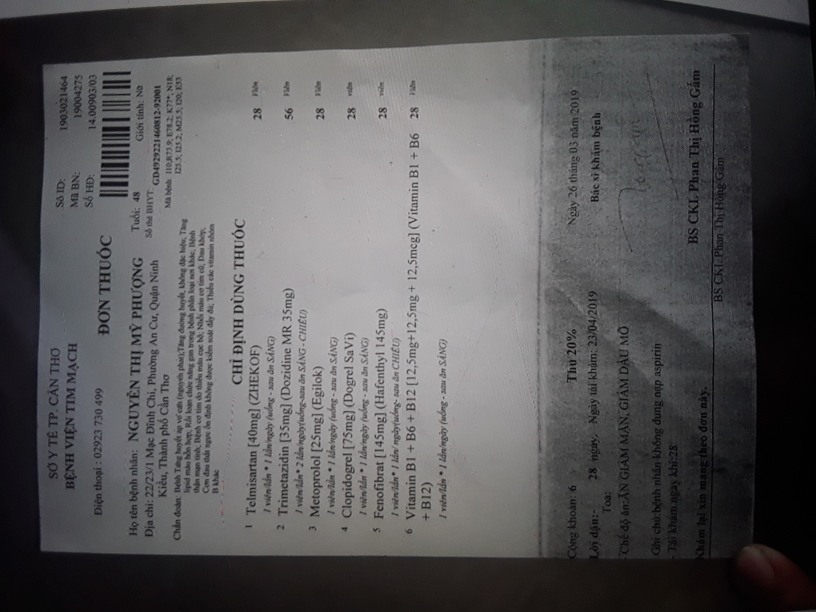 SỞ Y TẾ TP. CẦN THƠ
BỆNH VIỆN TIM MẠCH
Điện thoại : 02923 730 499
Số ID: 1903021464
Mã BN: 19004275
Số HĐ: 14.00903/03
ĐƠN THUỐC
Họ tên bệnh nhân: NGUYỄN THỊ MỸ PHƯỢNG
Tuổi: 48 Giới tính: Nữ
Địa chỉ: 22/23/1 Mạc Đĩnh Chi, Phường An Cư, Quận Ninh
Kiều, Thành phố Cần Thơ
Số thẻ BHYT: GD4929221460812-92001
Mã bệnh: I10;R73.9; E78.2; K77*; N18;
I25.5; I25.2; M25.5; I20; E53
Chẩn đoán: Bệnh Tăng huyết áp vô căn (nguyên phát);Tăng đường huyết, không đặc hiệu; Tăng
lipid máu hỗn hợp; Rối loạn chức năng gan trong bệnh phân loại nơi khác; Bệnh
thận mạn tính; Bệnh cơ tim do thiếu máu cục bộ; Nhồi máu cơ tim cũ; Đau khớp;
Cơn đau thắt ngực ổn định không được kiểm soát đầy đủ; Thiếu các vitamin nhóm
B khác
CHỈ ĐỊNH DÙNG THUỐC
1 Telmisartan [40mg] (ZHEKOF) 28 Viên
1 viên/lần * 1 lần/ngày (uống - sau ăn SÁNG)
2 Trimetazidin [35mg] (Dozidine MR 35mg) 56 Viên
1 viên/lần* 2 lần/ngày(uống-sau ăn SÁNG - CHIỀU)
3 Metoprolol [25mg] (Egilok) 28 Viên
1 viên/lần * 1 lần/ngày (uống - sau ăn SÁNG)
4 Clopidogrel [75mg] (Dogrel SaVi) 28 viên
1 viên/lần * 1 lần/ngày (uống - sau ăn SÁNG)
5 Fenofibrat [145mg] (Hafenthyl 145mg) 28 viên
1 viên/lần* 1 lần/ ngày (uống- sau ăn CHIỀU)
6 Vitamin B1 + B6 + B12 [12,5mg+12,5mg + 12,5mcg] (Vitamin B1 + B6 28 Viên
+ B12)
1 viên/lần * 1 lần/ngày (uống - sau ăn SÁNG)
Cộng khoản: 6 Thu 20% Ngày 26 tháng 03 năm 2019
Lời dặn:- 28 ngày. Ngày tái khám: 23/04/2019 Bác sĩ khám bệnh
Toa:
- Chế độ ăn:ĂN GIẢM MẶN, GIẢM DẦU MỠ
Ghi chú:bệnh nhân không dung nạp aspirin
- Tái khám ngay khi:28
Khám lại xin mang theo đơn này.
BS CKI. Phan Thị Hồng Gấm
BS CKI. Phan Thị Hồng Gấm